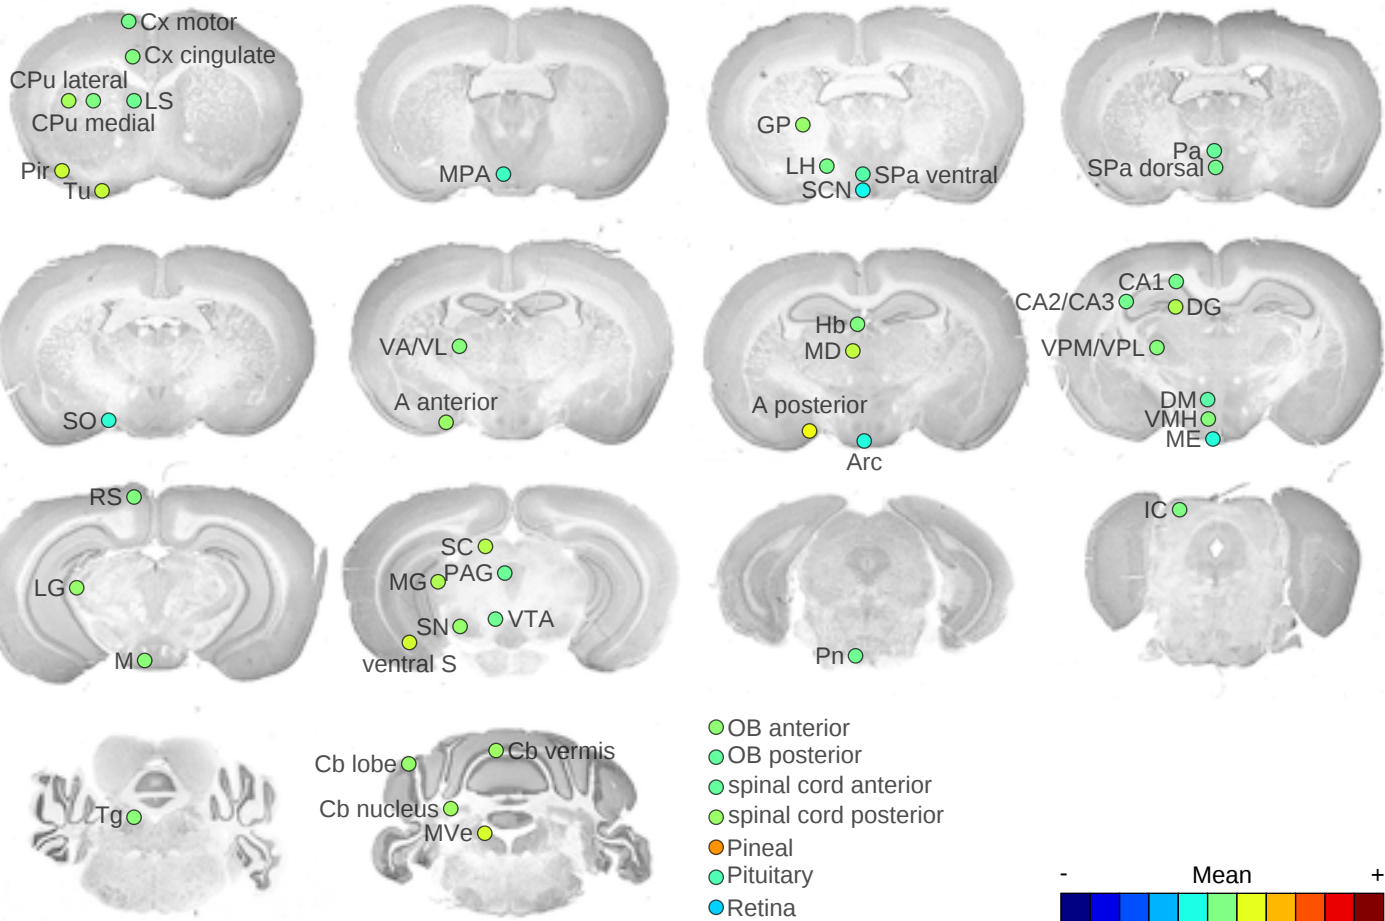 Cx motor
Cx cingulate
CPu lateral
LS
CPu medial
Pir
Tu
MPA
GP
LH
SPa ventral
SCN
Pa
SPa dorsal
SO
VA/VL
A anterior
Hb
MD
A posterior
Arc
CA1
CA2/CA3
DG
VPM/VPL
DM
VMH
ME
RS
LG
M
SC
MG
PAG
SN
VTA
ventral S
Pn
IC
Tg
Cb lobe
Cb vermis
Cb nucleus
MVe
OB anterior
OB posterior
spinal cord anterior
spinal cord posterior
Pineal
Pituitary
Retina
- Mean +